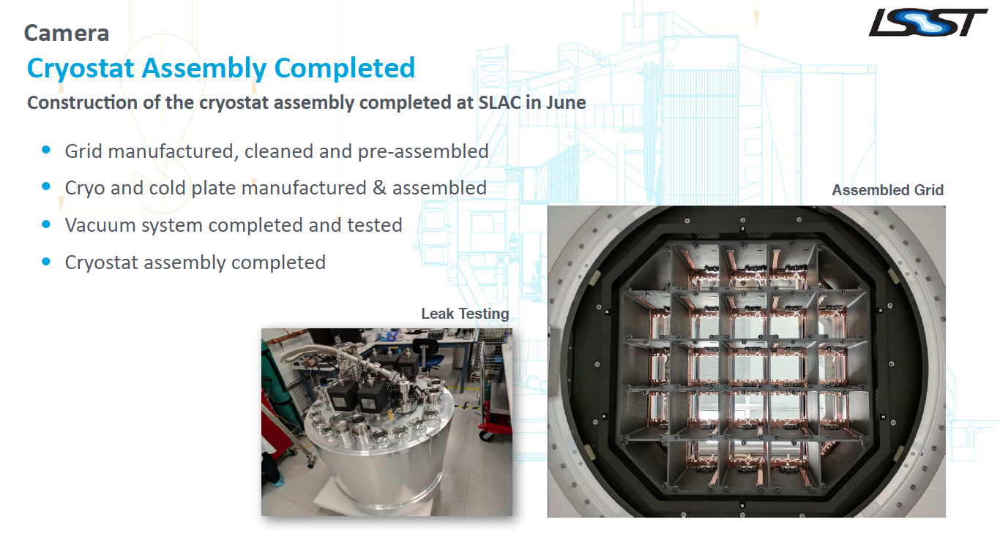 LSST
Camera
Cryostat Assembly Completed
Construction of the cryostat assembly completed at SLAC in June
Grid manufactured, cleaned and pre-assembled
Cryo and cold plate manufactured & assembled
Vacuum system completed and tested
Cryostat assembly completed
Assembled Grid
Leak Testing